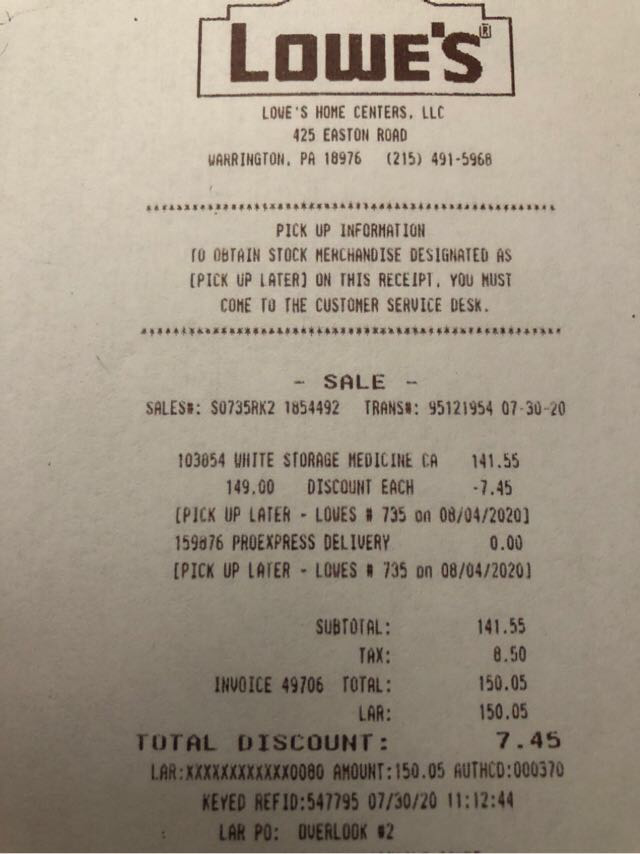 LOWE'S®
LOWE'S HOME CENTERS, LLC
425 EASTON ROAD
WARRINGTON, PA 18976 (215) 491-5968
****************************************************
PICK UP INFORMATION
TO OBTAIN STOCK MERCHANDISE DESIGNATED AS
[PICK UP LATER] ON THIS RECEIPT, YOU MUST
COME TO THE CUSTOMER SERVICE DESK.
****************************************************
- SALE -
SALES#: S0735RK2 1854492 TRANS#: 95121954 07-30-20
103854 WHITE STORAGE MEDICINE CA 141.55
149.00 DISCOUNT EACH -7.45
[PICK UP LATER - LOWES # 735 on 08/04/2020]
159876 PROEXPRESS DELIVERY 0.00
[PICK UP LATER - LOWES # 735 on 08/04/2020]
SUBTOTAL: 141.55
TAX: 8.50
INVOICE 49706 TOTAL: 150.05
LAR: 150.05
TOTAL DISCOUNT: 7.45
LAR:XXXXXXXXXXXX0080 AMOUNT:150.05 AUTHCD:000370
KEYED REFID:547795 07/30/20 11:12:44
LAR PO: OVERLOOK #2